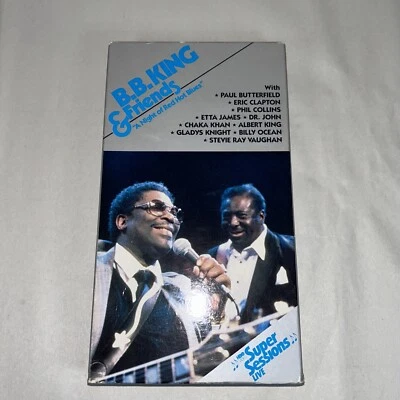 B.B. KING
& Friends
"A Night of Red Hot Blues"
With
• PAUL BUTTERFIELD
• ERIC CLAPTON
• PHIL COLLINS
• ETTA JAMES • DR. JOHN
• CHAKA KHAN • ALBERT KING
• GLADYS KNIGHT • BILLY OCEAN
• STEVIE RAY VAUGHAN
Super
Sessions
LIVE